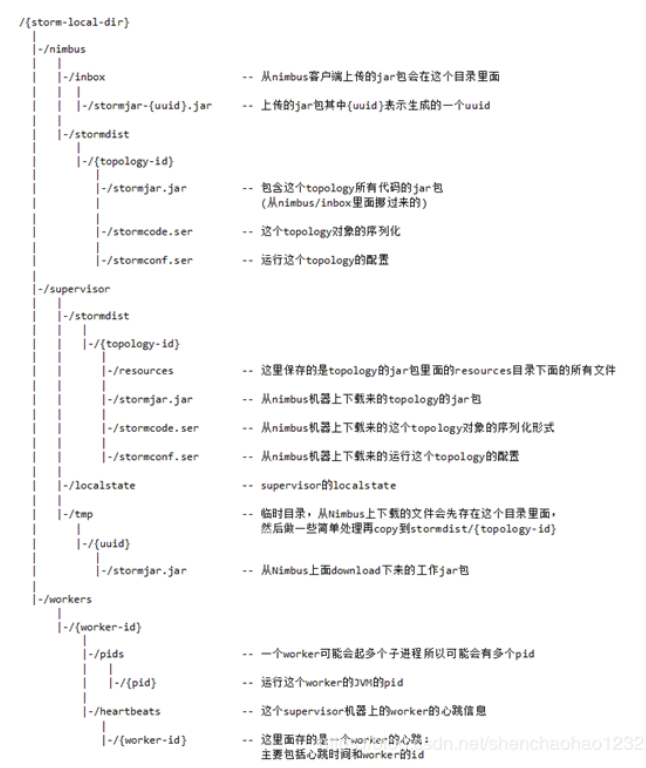 /{storm-local-dir}
|-/nimbus
|-/inbox -- 从nimbus客户端上传的jar包会在这个目录里面
|-/stormjar-{uuid}.jar -- 上传的jar包其中{uuid}表示生成的一个uuid
|-/stormdist
|-/{topology-id}
|-/stormjar.jar -- 包含这个topology所有代码的jar包
(从nimbus/inbox里面挪过来的)
|-/stormcode.ser -- 这个topology对象的序列化
|-/stormconf.ser -- 运行这个topology的配置
|-/supervisor
|-/stormdist
|-/{topology-id}
|-/resources -- 这里保存的是topology的jar包里面的resources目录下面的所有文件
|-/stormjar.jar -- 从nimbus机器上下载来的topology的jar包
|-/stormcode.ser -- 从nimbus机器上下载来的这个topology对象的序列化形式
|-/stormconf.ser -- 从nimbus机器上下载来的运行这个topology的配置
|-/localstate -- supervisor的localstate
|-/tmp -- 临时目录，从Nimbus上下载的文件会先存在这个目录里面，
然后做一些简单处理再copy到stormdist/{topology-id}
|-/{uuid}
|-/stormjar.jar -- 从Nimbus上面download下来的工作jar包
|-/workers
|-/{worker-id}
|-/pids -- 一个worker可能会起多个子进程所以可能会有多个pid
|-/{pid} -- 运行这个worker的JVM的pid
|-/heartbeats -- 这个supervisor机器上的worker的心跳信息
|-/{worker-id} -- 这里面存的是一个worker的心跳：
主要包括心跳时间和worker的id
csdn.net/shenchaohao1232